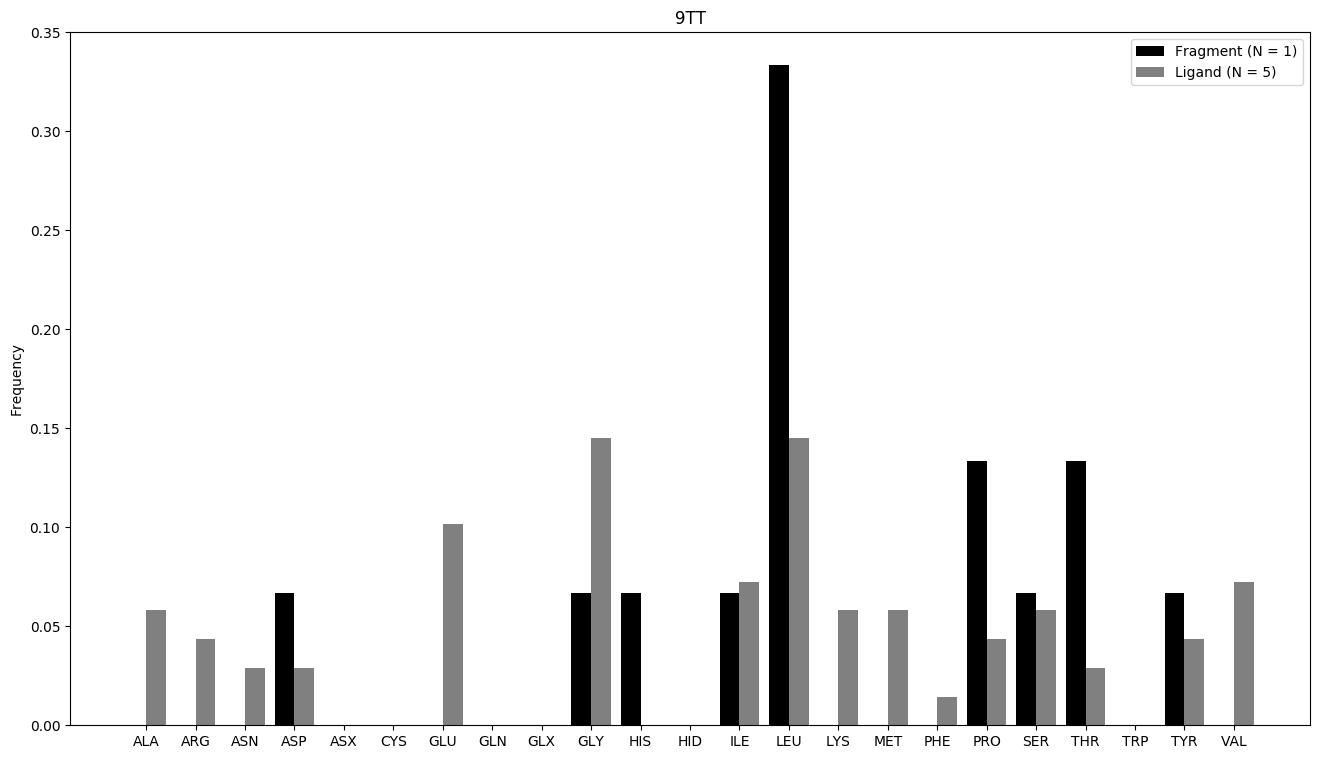 9TT
Fragment (N = 1)
Ligand (N = 5)
Frequency
0.35
0.30
0.25
0.20
0.15
0.10
0.05
0.00
ALA ARG ASN ASP ASX CYS GLU GLN GLX GLY HIS HID ILE LEU LYS MET PHE PRO SER THR TRP TYR VAL